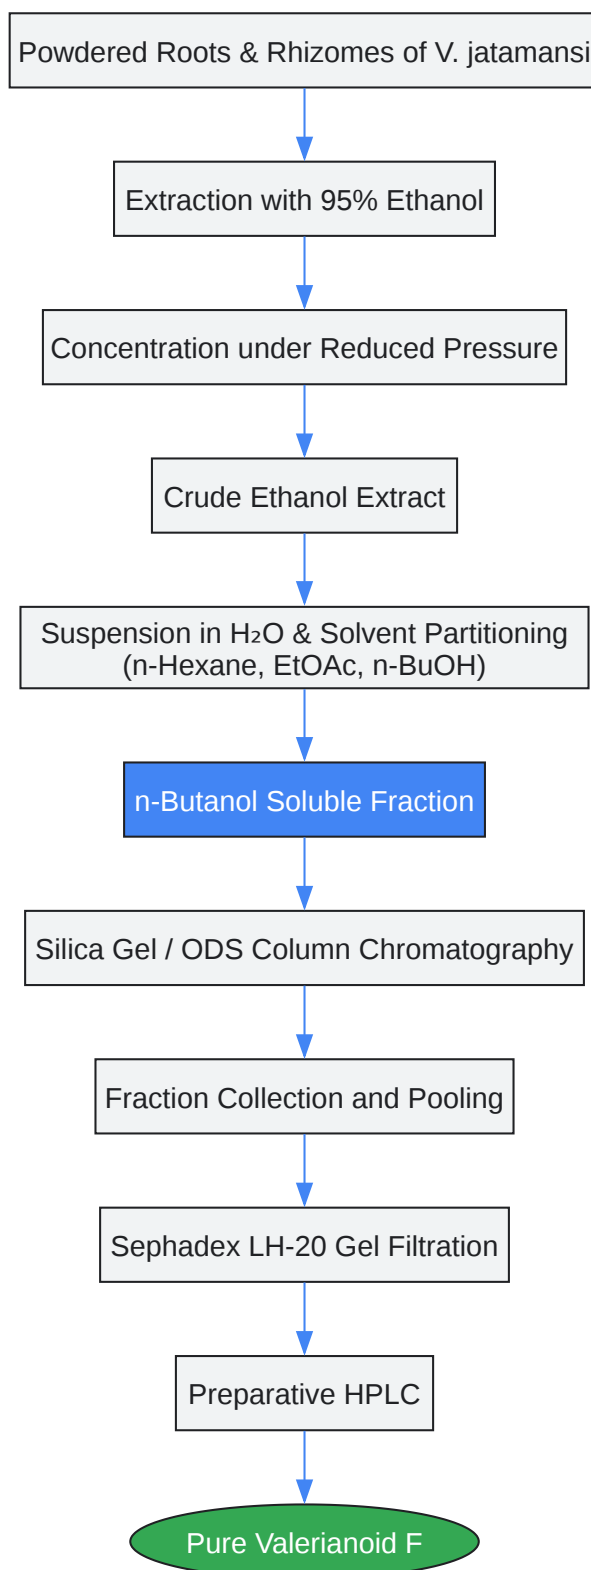 Powdered Roots & Rhizomes of V. jatamansi
Extraction with 95% Ethanol
Concentration under Reduced Pressure
Crude Ethanol Extract
Suspension in H₂O & Solvent Partitioning
(n-Hexane, EtOAc, n-BuOH)
n-Butanol Soluble Fraction
Silica Gel / ODS Column Chromatography
Fraction Collection and Pooling
Sephadex LH-20 Gel Filtration
Preparative HPLC
Pure Valerianoid F